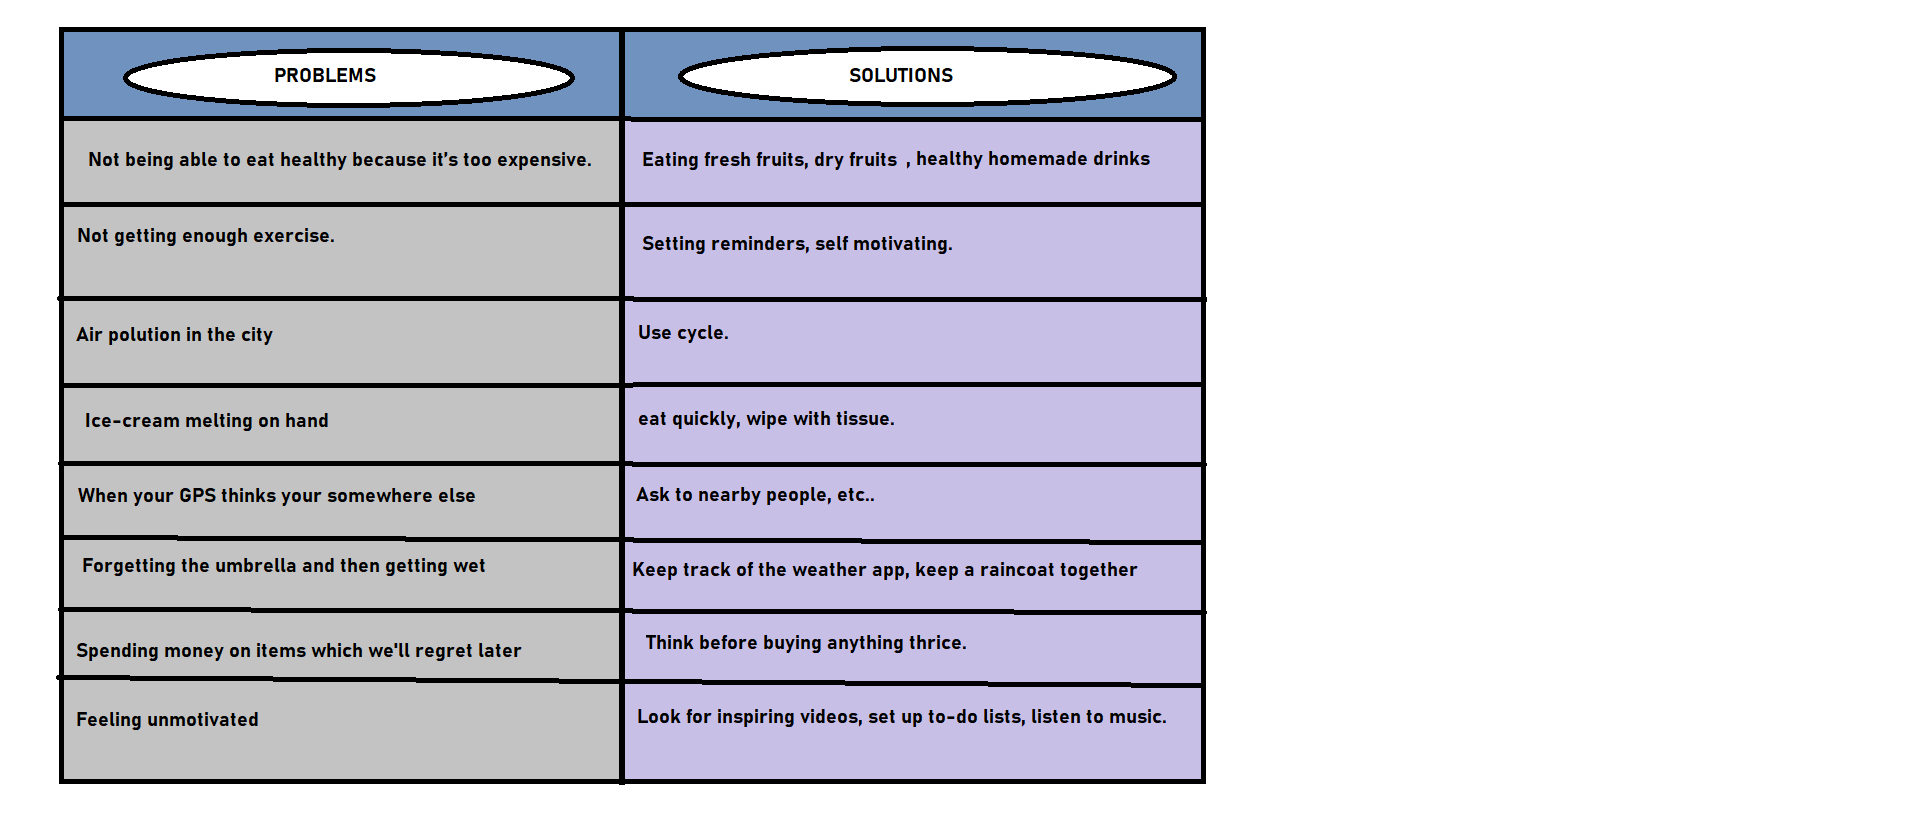 PROBLEMS
SOLUTIONS
Not being able to eat healthy because it's too expensive.
Eating fresh fruits, dry fruits , healthy homemade drinks
Not getting enough exercise.
Setting reminders, self motivating.
Air polution in the city
Use cycle.
Ice-cream melting on hand
eat quickly, wipe with tissue.
When your GPS thinks your somewhere else
Ask to nearby people, etc..
Forgetting the umbrella and then getting wet
Keep track of the weather app, keep a raincoat together
Spending money on items which we'll regret later
Think before buying anything thrice.
Feeling unmotivated
Look for inspiring videos, set up to-do lists, listen to music.